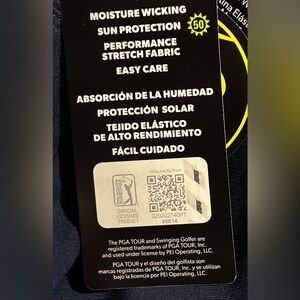 MOISTURE WICKING
SUN PROTECTION
50
PERFORMANCE
STRETCH FABRIC
EASY CARE
ABSORCIÓN DE LA HUMEDAD
PROTECCIÓN SOLAR
TEJIDO ELÁSTICO
DE ALTO RENDIMIENTO
FÁCIL CUIDADO
OFFICIAL
LICENSED
PRODUCT
The PGA TOUR and Swinging Golfer are
registered trademarks of PGA TOUR, Inc.
and used under license by PEI Operating, LLC.
PGA TOUR y el diseño del golfista son
marcas registradas de PGA TOUR, Inc. y se utilizan
bajo la licencia por PEI Operating, LLC.